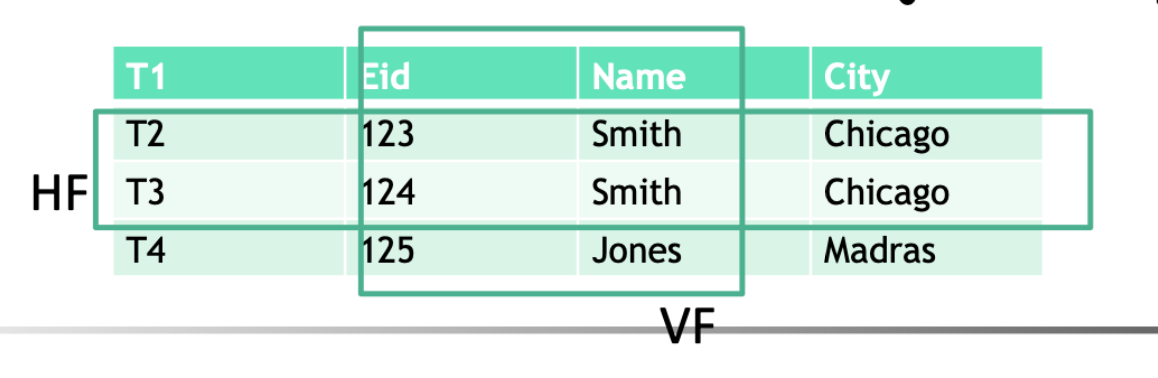 T1 Eid Name City
T2 123 Smith Chicago
HF T3 124 Smith Chicago
T4 125 Jones Madras
VF